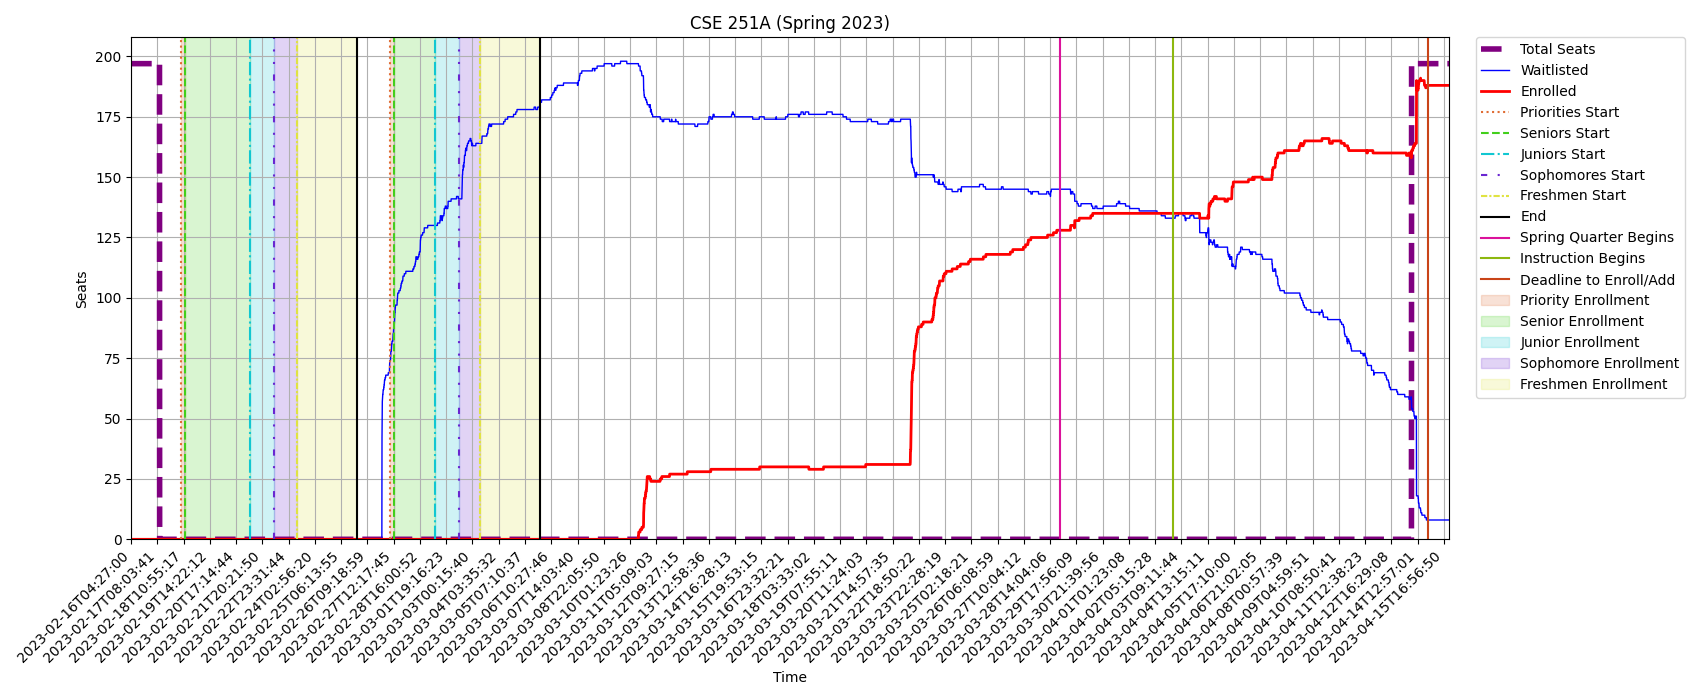 CSE 251A (Spring 2023)
Seats
200
175
150
125
100
75
50
25
0
2023-02-16T04:27:00
2023-02-17T08:03:41
2023-02-18T10:55:17
2023-02-19T14:22:12
2023-02-20T17:14:44
2023-02-21T20:21:50
2023-02-22T23:31:44
2023-02-24T02:56:20
2023-02-25T06:13:55
2023-02-26T09:18:59
2023-02-27T12:17:45
2023-02-28T16:00:52
2023-03-01T19:16:23
2023-03-03T00:15:40
2023-03-04T03:35:32
2023-03-05T07:10:37
2023-03-06T10:27:46
2023-03-07T14:03:40
2023-03-08T22:05:50
2023-03-10T01:23:26
2023-03-11T05:09:03
2023-03-12T09:27:15
2023-03-13T12:58:36
2023-03-14T16:28:13
2023-03-15T19:53:15
2023-03-16T23:32:21
2023-03-18T03:33:02
2023-03-19T07:55:11
2023-03-20T11:24:03
2023-03-21T14:57:35
2023-03-22T18:50:22
2023-03-23T22:28:19
2023-03-25T02:18:21
2023-03-26T06:08:59
2023-03-27T10:04:12
2023-03-28T14:04:06
2023-03-29T17:56:09
2023-03-30T21:39:56
2023-04-01T01:23:08
2023-04-02T05:15:28
2023-04-03T09:11:44
2023-04-04T13:15:11
2023-04-05T17:10:00
2023-04-06T21:02:05
2023-04-08T00:57:39
2023-04-09T04:59:51
2023-04-10T08:50:41
2023-04-11T12:38:23
2023-04-12T16:29:08
2023-04-14T12:57:01
2023-04-15T16:56:50
Time
Total Seats
Waitlisted
Enrolled
Priorities Start
Seniors Start
Juniors Start
Sophomores Start
Freshmen Start
End
Spring Quarter Begins
Instruction Begins
Deadline to Enroll/Add
Priority Enrollment
Senior Enrollment
Junior Enrollment
Sophomore Enrollment
Freshmen Enrollment